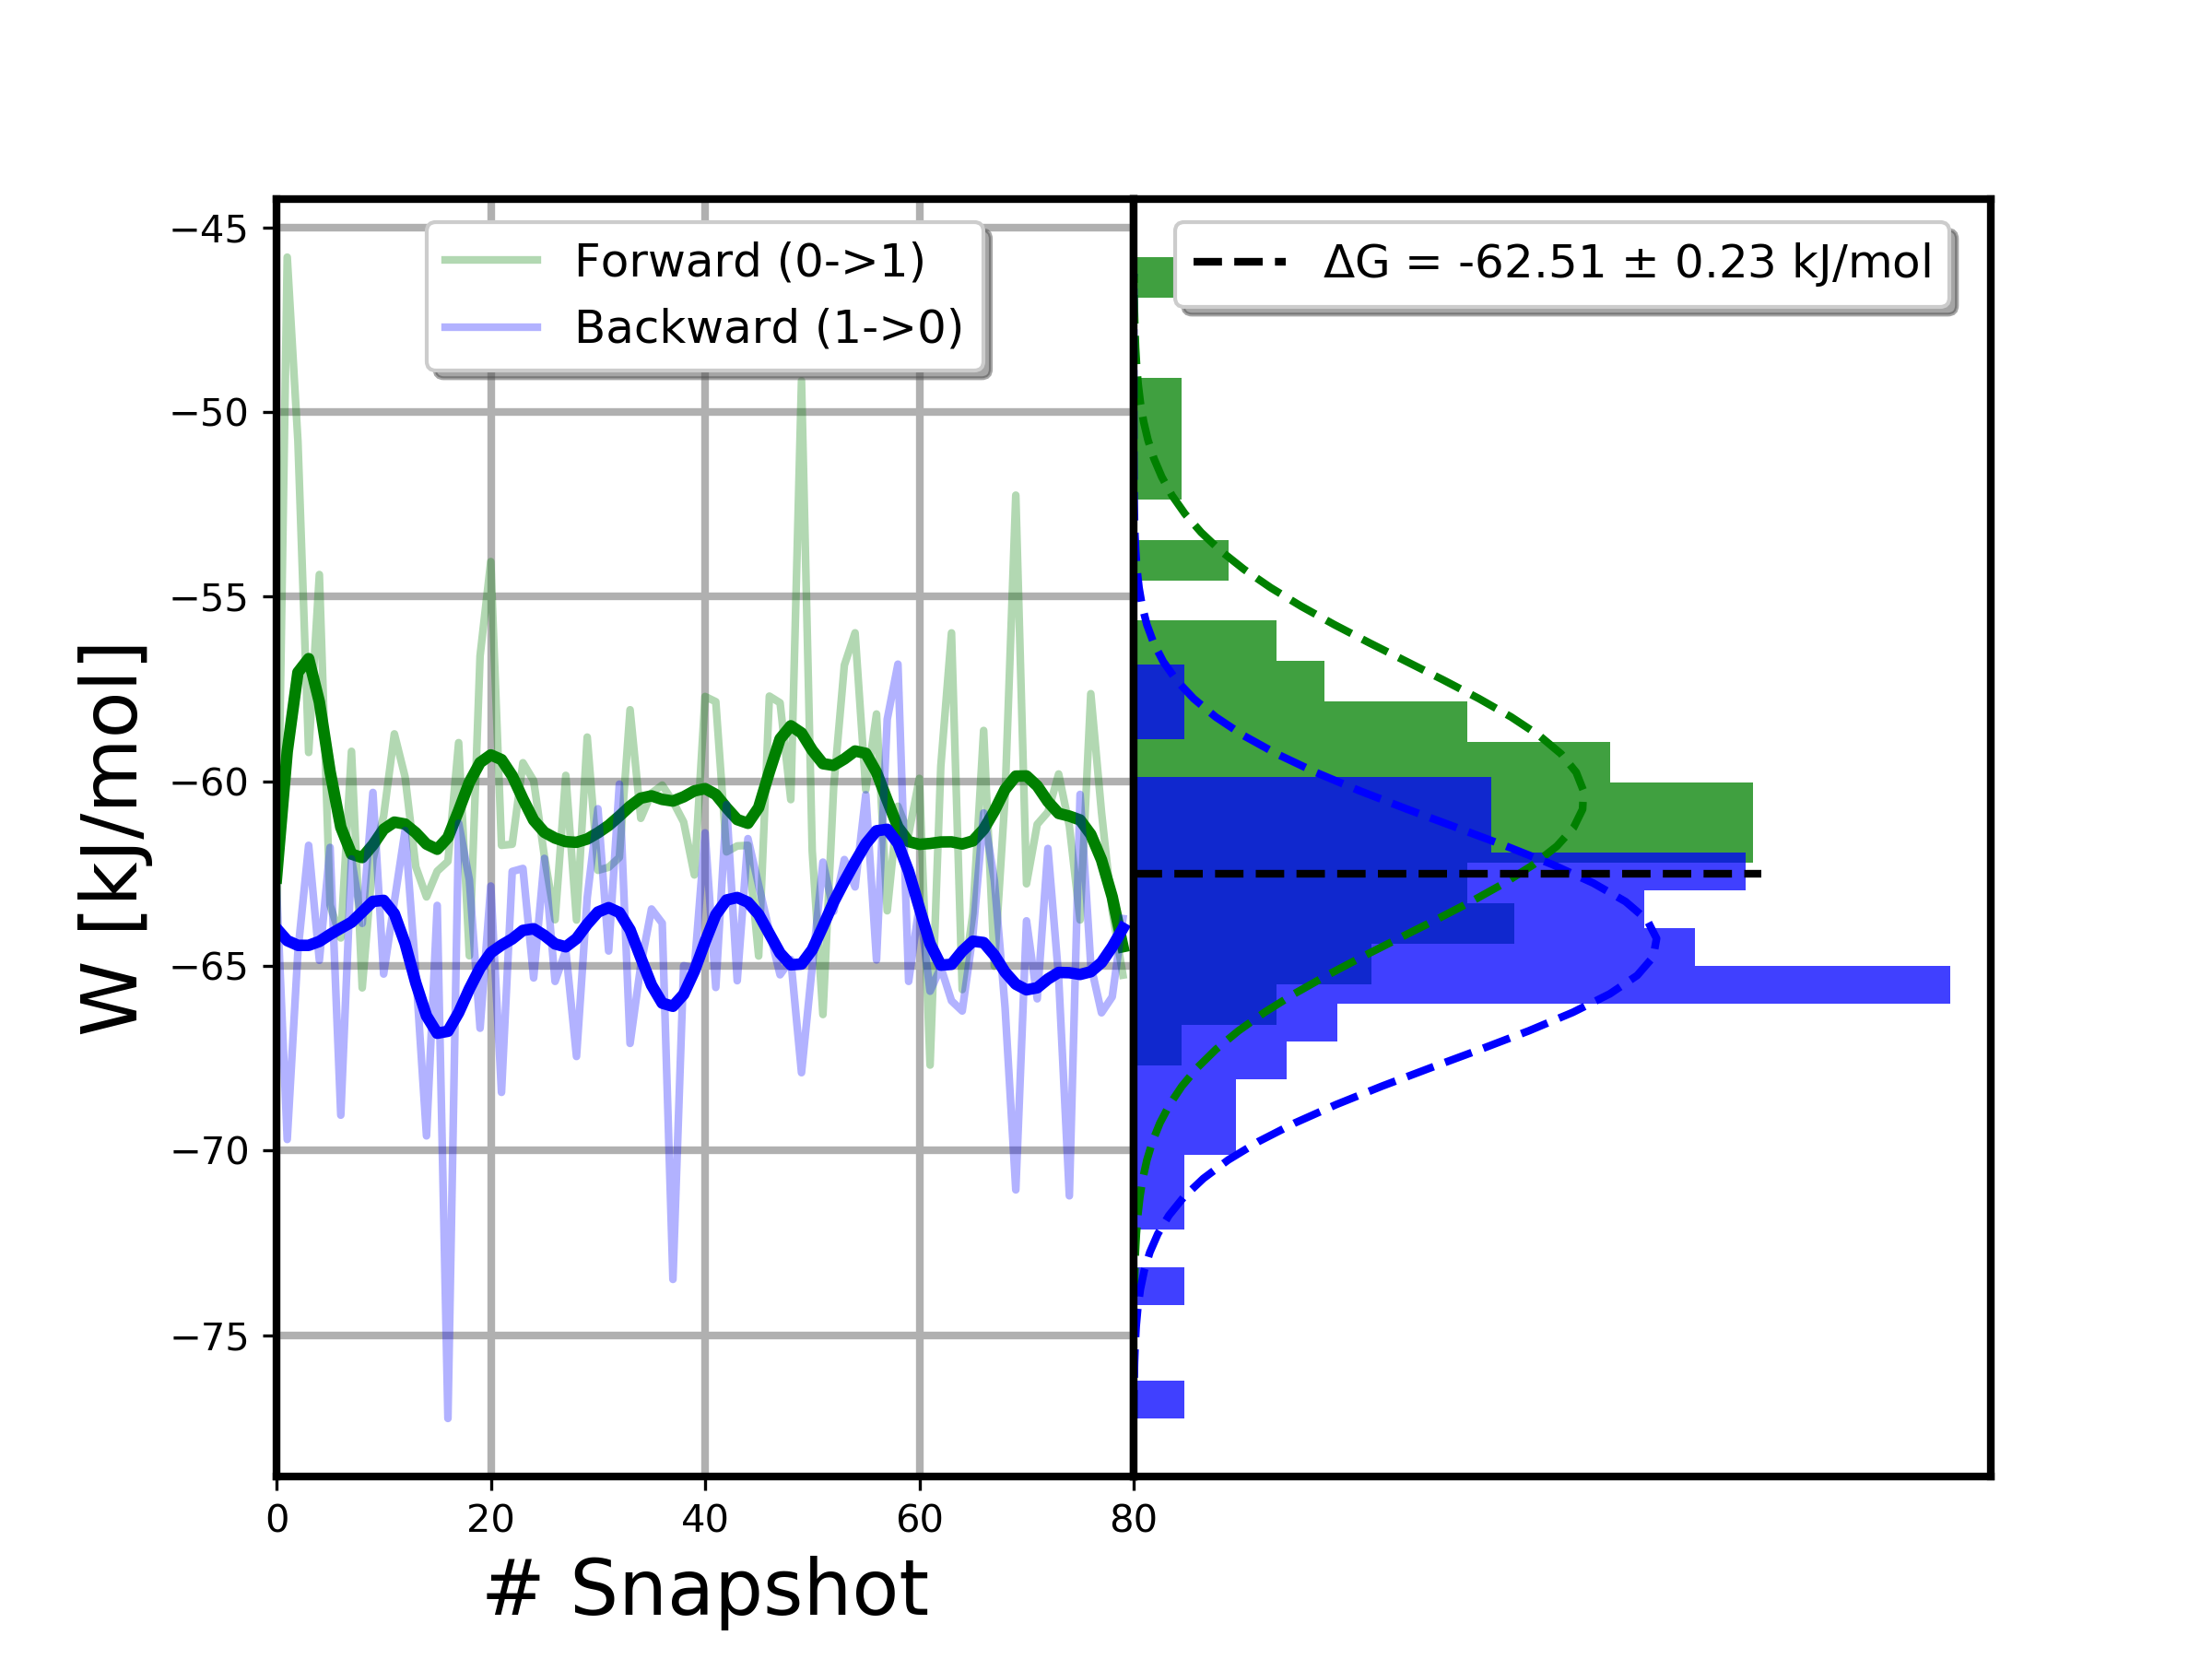 −45
−50
−55
−60
−65
−70
−75
W [kJ/mol]
Forward (0->1)
Backward (1->0)
ΔG = -62.51 ± 0.23 kJ/mol
0 20 40 60 80
# Snapshot